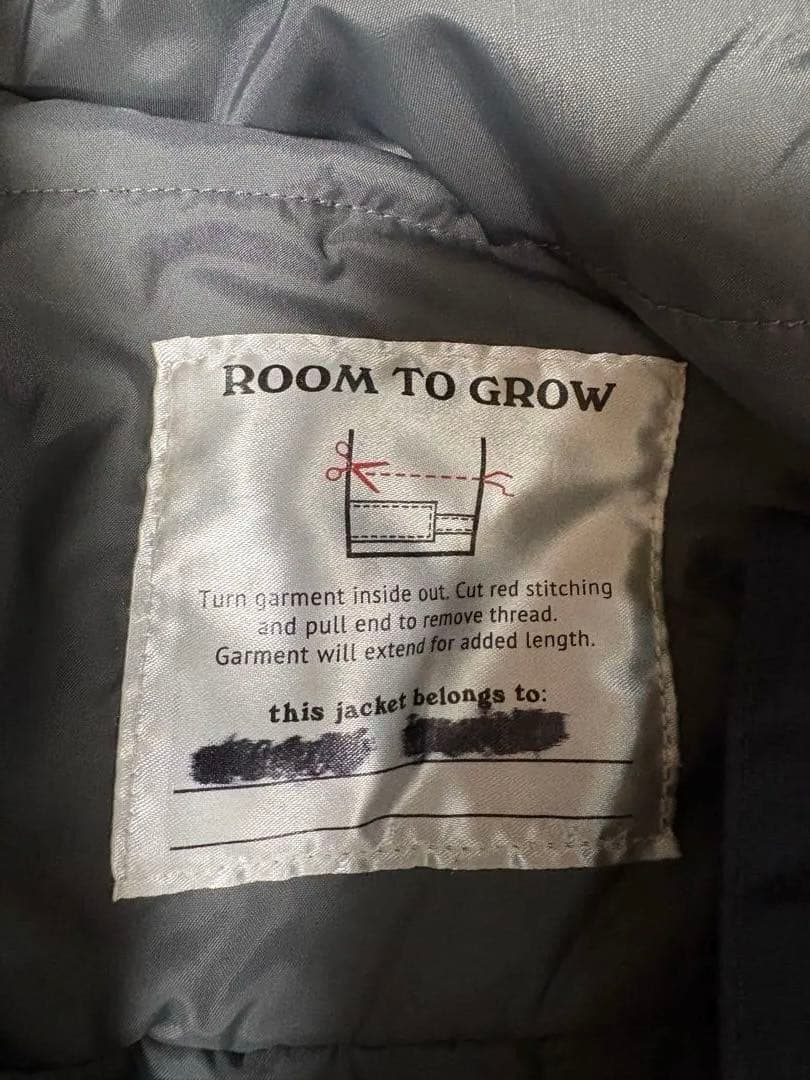 ROOM TO GROW
Turn garment inside out. Cut red stitching
and pull end to remove thread.
Garment will extend for added length.
this jacket belongs to: